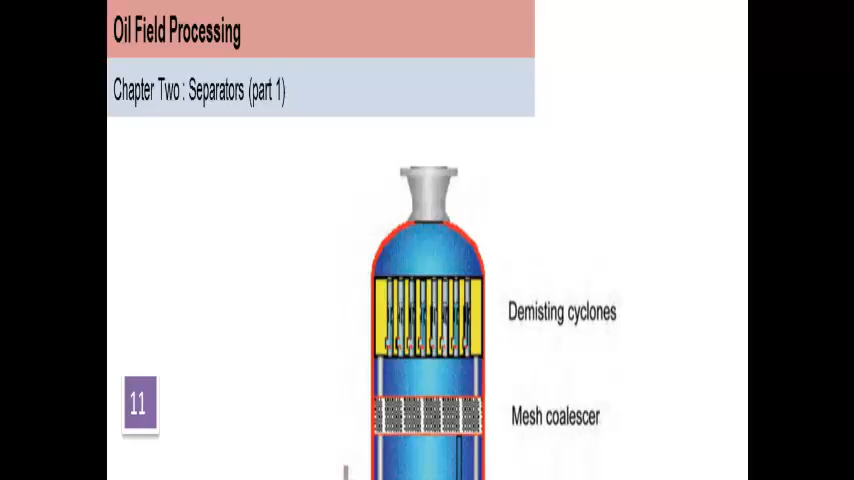 Oil Field Processing
Chapter Two : Separators (part 1)
Demisting cyclones
11
Mesh coalescer